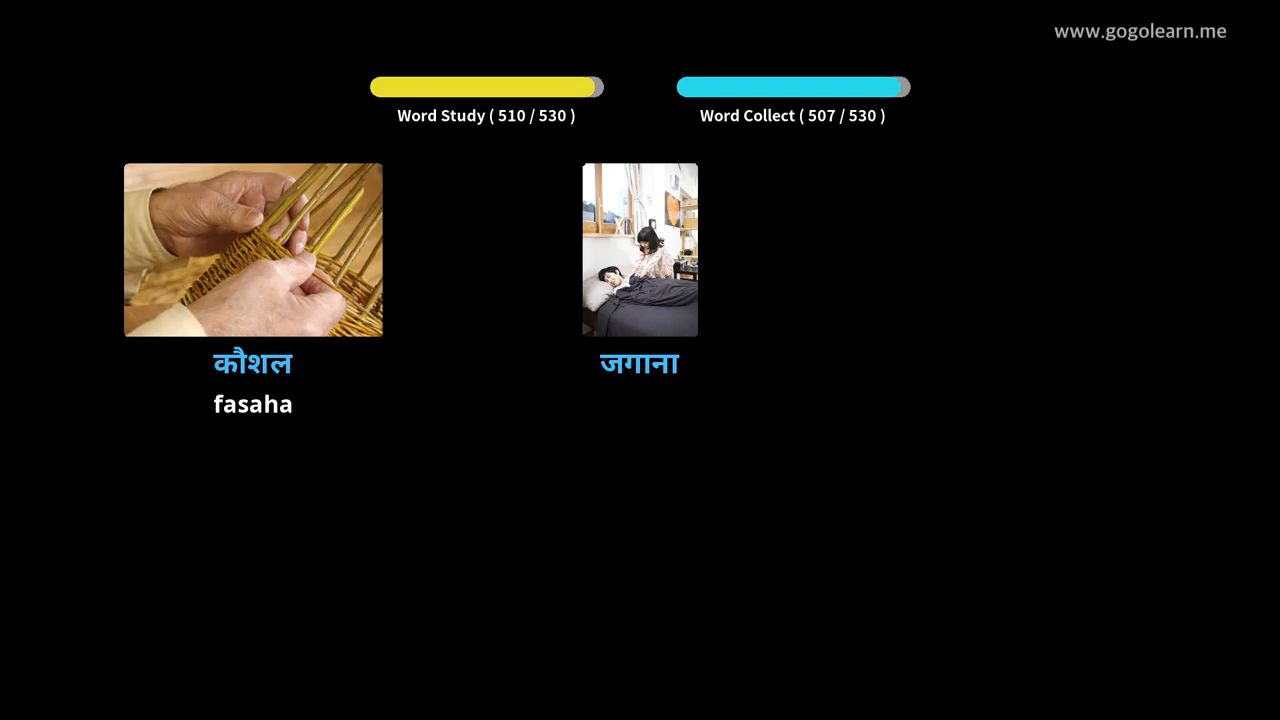 www.gogolearn.me
Word Study ( 510 / 530 )
Word Collect ( 507 / 530 )
कौशल
जगाना
fasaha